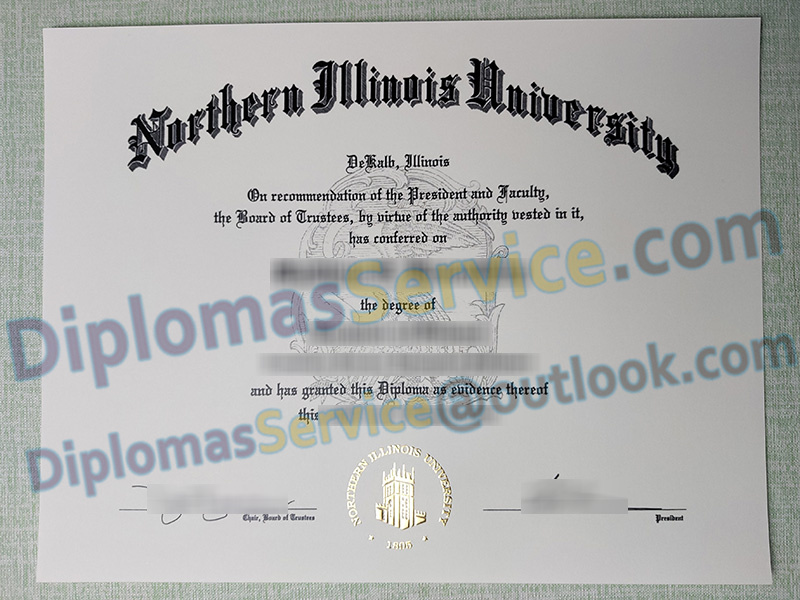 Northern Illinois University
DeKalb, Illinois
On recommendation of the President and Faculty,
the Board of Trustees, by virtue of the authority vested in it,
has conferred on
the degree of
and has granted this Diploma as evidence thereof
this
DiplomasService.com
DiplomasService@outlook.com
NORTHERN ILLINOIS UNIVERSITY
1895
Chair, Board of Trustees
President